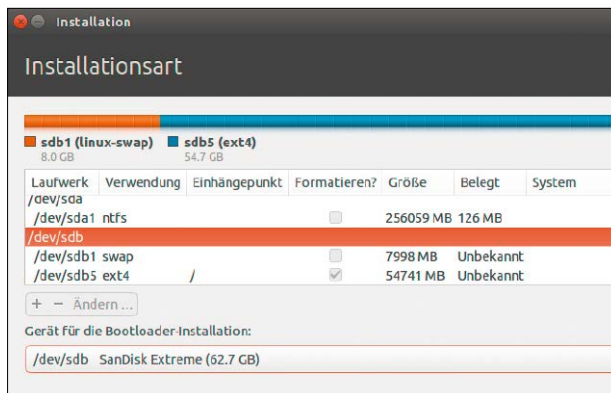 Installation
Installationsart
sdb1 (linux-swap) sdb5 (ext4)
8.0 GB 54.7 GB
Laufwerk Verwendung Einhängepunkt Formatieren? Größe Belegt System
/dev/sda
/dev/sda1 ntfs 256059 MB 126 MB
/dev/sdb
/dev/sdb1 swap 7998 MB Unbekannt
/dev/sdb5 ext4 / 54741 MB Unbekannt
+ − Ändern ...
Gerät für die Bootloader-Installation:
/dev/sdb SanDisk Extreme (62.7 GB)